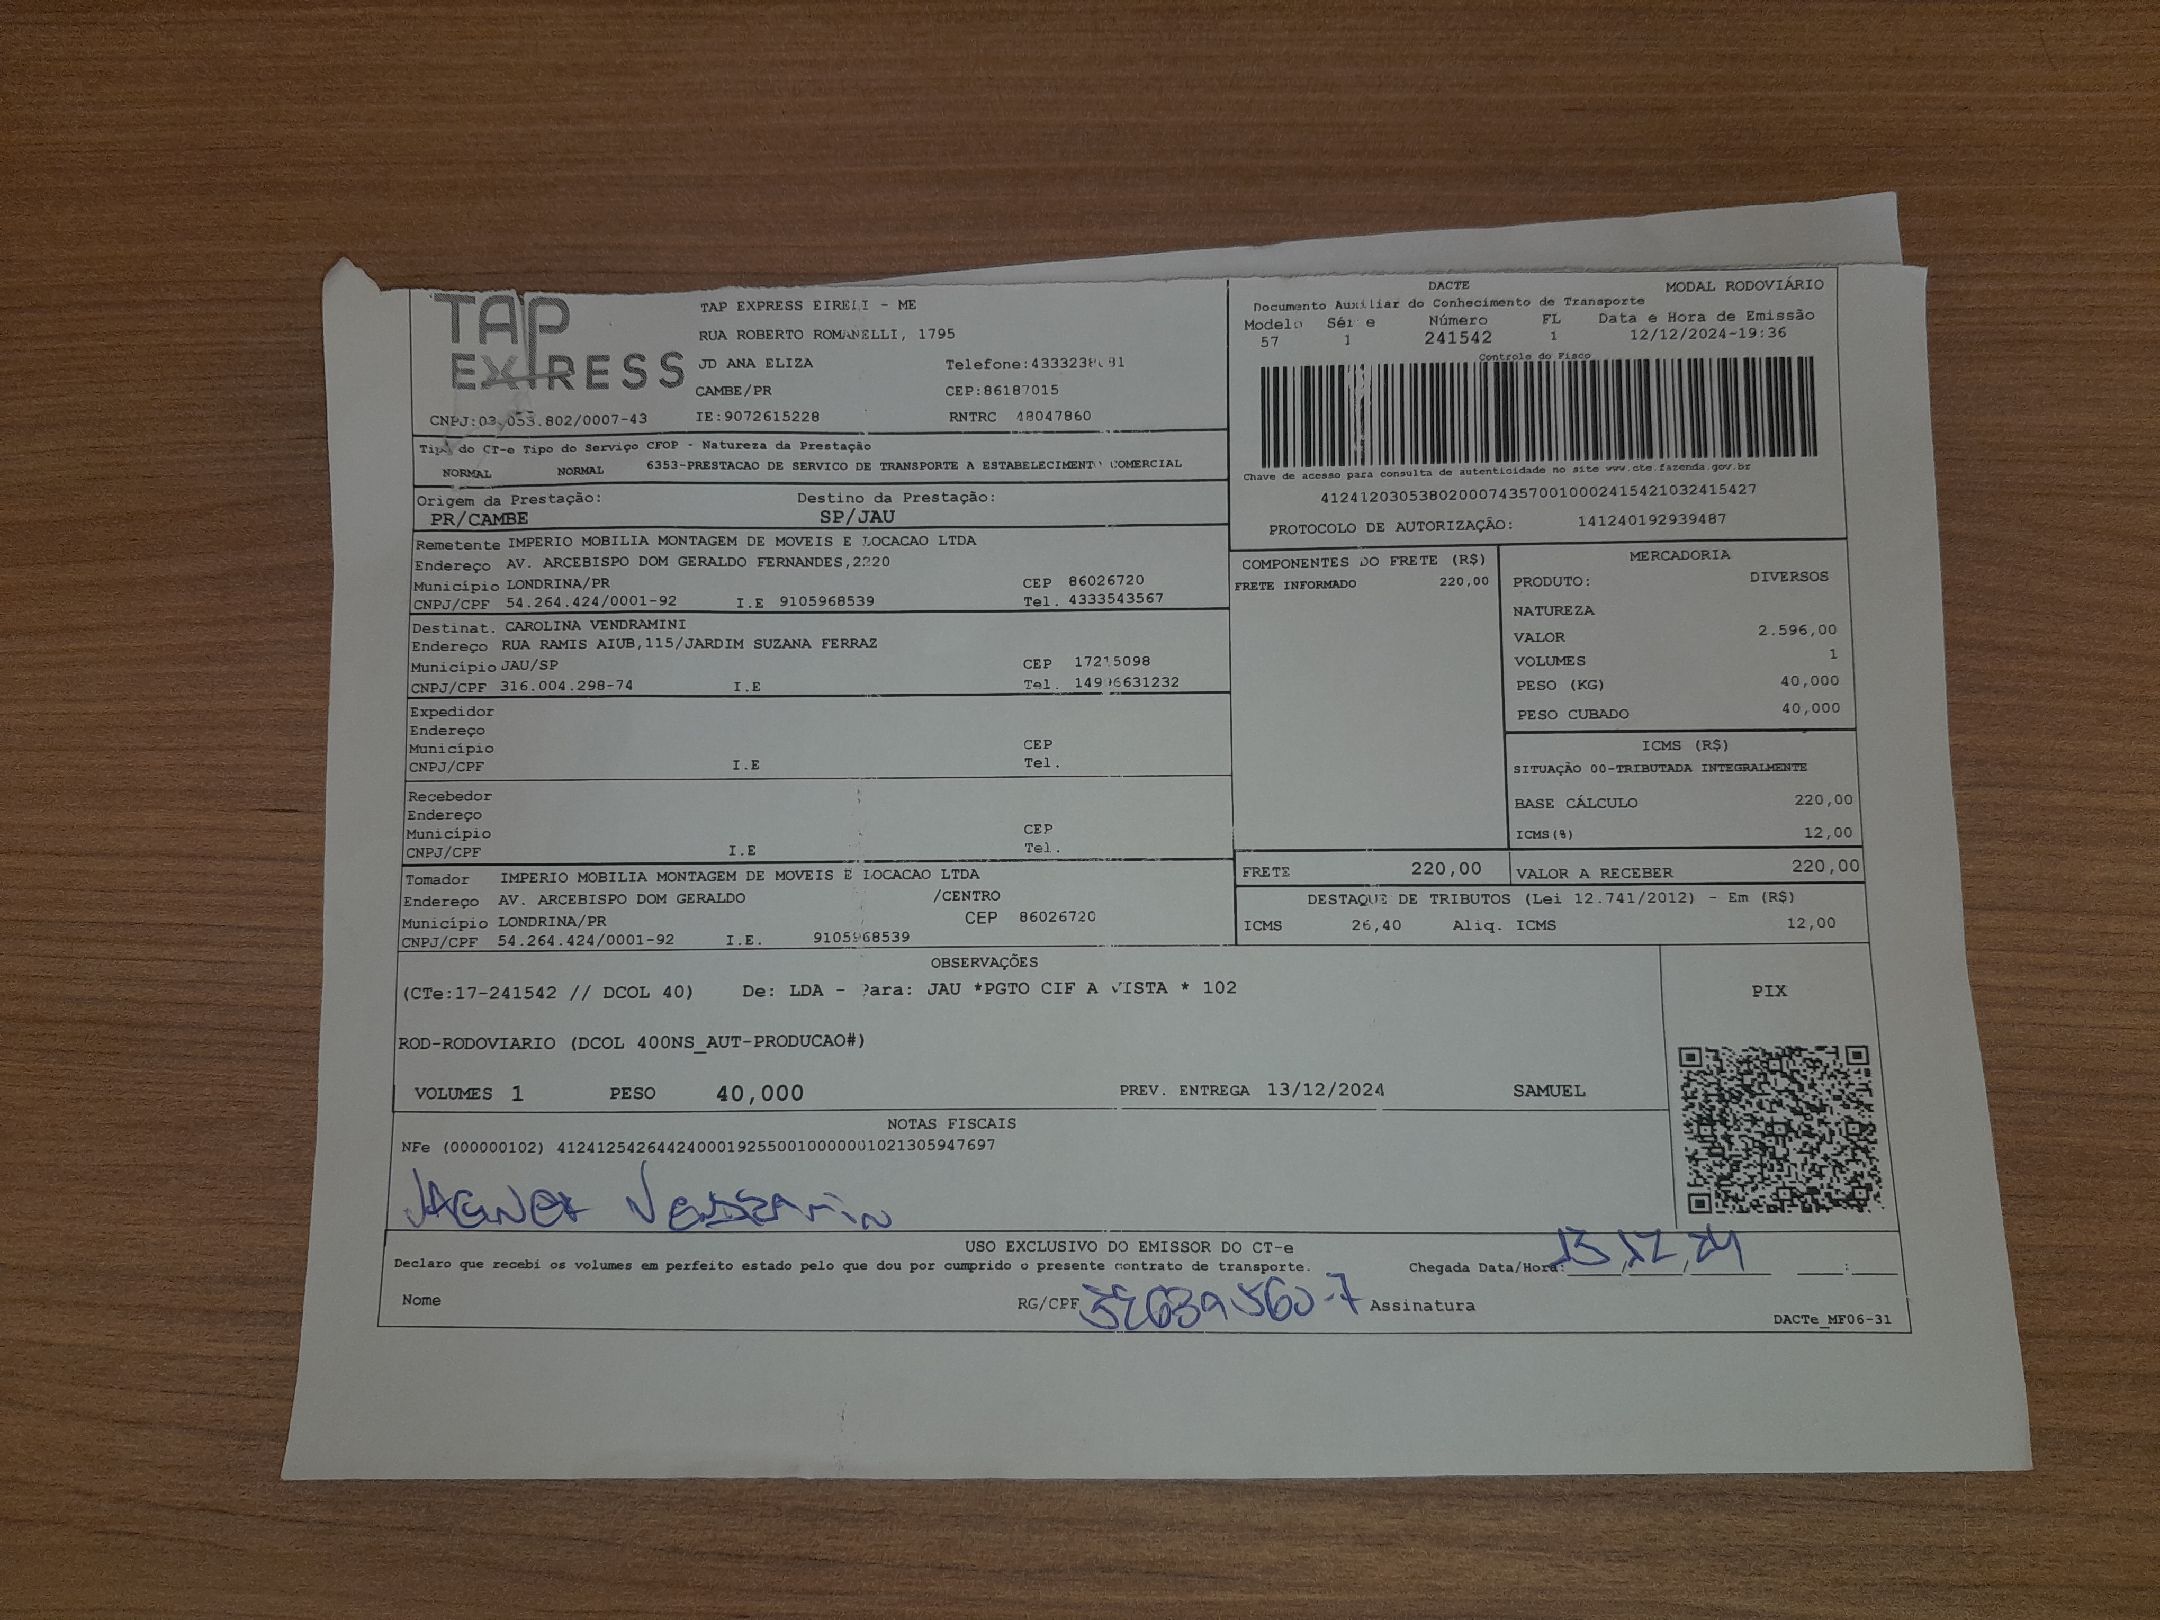 TAP EXPRESS
TAP EXPRESS EIRELI - ME
RUA ROBERTO ROMANELLI, 1795
JD ANA ELIZA
CAMBE/PR CEP:86187015
CNPJ:03.053.802/0007-43 IE:9072615228 RNTRC 48047860
Tipo do CT-e Tipo do Serviço CFOP - Natureza da Prestação
NORMAL NORMAL 6353-PRESTACAO DE SERVICO DE TRANSPORTE A ESTABELECIMENTO COMERCIAL
Origem da Prestação: Destino da Prestação:
PR/CAMBE SP/JAU
DACTE MODAL RODOVIÁRIO
Documento Auxiliar do Conhecimento de Transporte
Modelo Série Número FL Data e Hora de Emissão
57 1 241542 1 12/12/2024-19:36
Controle do Fisco
Chave de acesso para consulta de autenticidade no site www.cte.fazenda.gov.br
41241203053802000743570010002415421032415427
PROTOCOLO DE AUTORIZAÇÃO: 141240192939487
Remetente IMPERIO MOBILIA MONTAGEM DE MOVEIS E LOCACAO LTDA
Endereço AV. ARCEBISPO DOM GERALDO FERNANDES,2220
Município LONDRINA/PR CEP 86026720
CNPJ/CPF 54.264.424/0001-92 I.E 9105968539 Tel. 4333543567
Destinat. CAROLINA VENDRAMINI
Endereço RUA RAMIS AIUB,115/JARDIM SUZANA FERRAZ
Município JAU/SP CEP 17215098
CNPJ/CPF 316.004.298-74 I.E Tel. 14996631232
Expedidor
Endereço
Município CEP
CNPJ/CPF I.E Tel.
Recebedor
Endereço
Município CEP
CNPJ/CPF I.E Tel.
Tomador IMPERIO MOBILIA MONTAGEM DE MOVEIS E LOCACAO LTDA
Endereço AV. ARCEBISPO DOM GERALDO /CENTRO
Município LONDRINA/PR CEP 86026720
CNPJ/CPF 54.264.424/0001-92 I.E. 9105968539
COMPONENTES DO FRETE (R$)
FRETE INFORMADO 220,00
MERCADORIA
PRODUTO: DIVERSOS
NATUREZA
VALOR 2.596,00
VOLUMES 1
PESO (KG) 40,000
PESO CUBADO 40,000
ICMS (R$)
SITUAÇÃO 00-TRIBUTADA INTEGRALMENTE
BASE CÁLCULO 220,00
ICMS(%) 12,00
FRETE 220,00 VALOR A RECEBER 220,00
DESTAQUE DE TRIBUTOS (Lei 12.741/2012) - Em (R$)
ICMS 26,40 Aliq. ICMS 12,00
OBSERVAÇÕES
(CTe:17-241542 // DCOL 40) De: LDA - Para: JAU *PGTO CIF A VISTA * 102
ROD-RODOVIARIO (DCOL 400NS_AUT-PRODUCAO#)
VOLUMES 1 PESO 40,000 PREV. ENTREGA 13/12/2024 SAMUEL
PIX
NOTAS FISCAIS
NFe (000000102) 41241254264424000192550010000001021305947697
USO EXCLUSIVO DO EMISSOR DO CT-e
Declaro que recebi os volumes em perfeito estado pelo que dou por cumprido o presente contrato de transporte. Chegada Data/Hora: 13/12/24 :
Nome RG/CPF Assinatura
DACTe_MF06-31